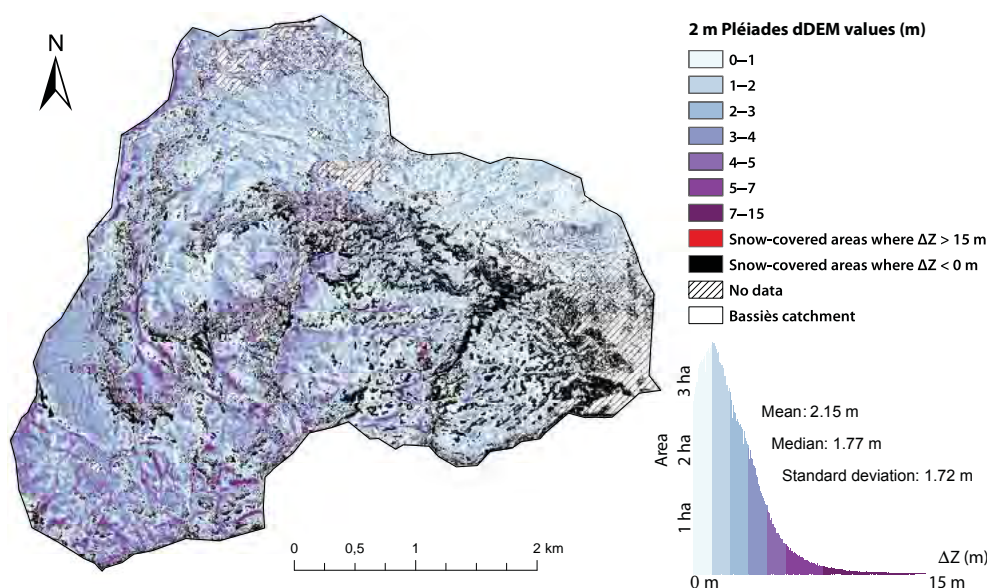 N
0
0,5
1
2 km
2 m Pléiades dDEM values (m)
0–1
1–2
2–3
3–4
4–5
5–7
7–15
Snow-covered areas where ΔZ > 15 m
Snow-covered areas where ΔZ < 0 m
No data
Bassiès catchment
Area
3 ha
2 ha
1 ha
Mean: 2.15 m
Median: 1.77 m
Standard deviation: 1.72 m
ΔZ (m)
0 m
15 m